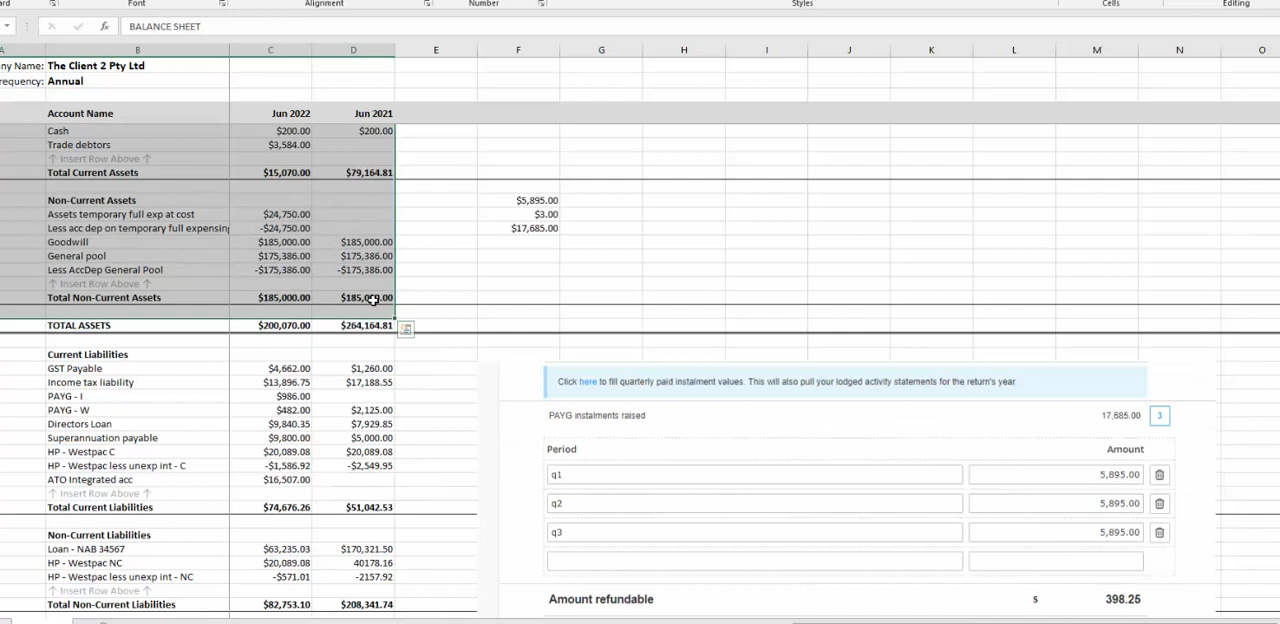 Font Alignment Number Styles Cells Editing
fx BALANCE SHEET
A B C D E F G H I J K L M N O
ny Name: The Client 2 Pty Ltd
requency: Annual
Account Name Jun 2022 Jun 2021
Cash $200.00 $200.00
Trade debtors $3,584.00
↑ Insert Row Above ↑
Total Current Assets $15,070.00 $79,164.81
Non-Current Assets $5,895.00
Assets temporary full exp at cost $24,750.00 $3.00
Less acc dep on temporary full expensing -$24,750.00 $17,685.00
Goodwill $185,000.00 $185,000.00
General pool $175,386.00 $175,386.00
Less AccDep General Pool -$175,386.00 -$175,386.00
↑ Insert Row Above ↑
Total Non-Current Assets $185,000.00 $185,000.00
TOTAL ASSETS $200,070.00 $264,164.81
Current Liabilities
GST Payable $4,662.00 $1,260.00
Income tax liability $13,896.75 $17,188.55
PAYG - I $986.00
PAYG - W $482.00 $2,125.00
Directors Loan $9,840.35 $7,929.85
Superannuation payable $9,800.00 $5,000.00
HP - Westpac C $20,089.08 $20,089.08
HP - Westpac less unexp int - C -$1,586.92 -$2,549.95
ATO Integrated acc $16,507.00
↑ Insert Row Above ↑
Total Current Liabilities $74,676.26 $51,042.53
Non-Current Liabilities
Loan - NAB 34567 $63,235.03 $170,321.50
HP - Westpac NC $20,089.08 40178.16
HP - Westpac less unexp int - NC -$571.01 -2157.92
↑ Insert Row Above ↑
Total Non-Current Liabilities $82,753.10 $208,341.74
Click here to fill quarterly paid instalment values. This will also pull your lodged activity statements for the return's year.
PAYG instalments raised 17,685.00 3
Period Amount
q1 5,895.00
q2 5,895.00
q3 5,895.00
Amount refundable $ 398.25